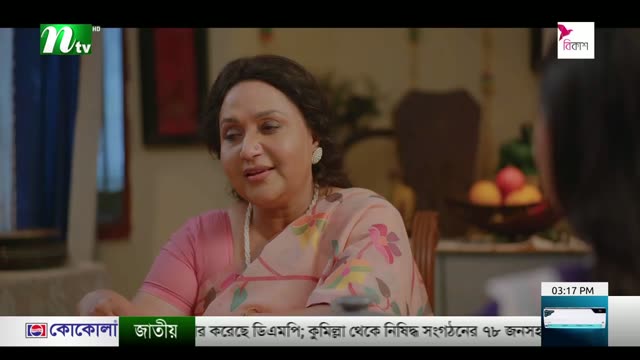 ntv HD
বিকাশ
03:17 PM
কোকোলা জাতীয় র করেছে ডিএমপি; কুমিল্লা থেকে নিষিদ্ধ সংগঠনের ৭৮ জনসহ